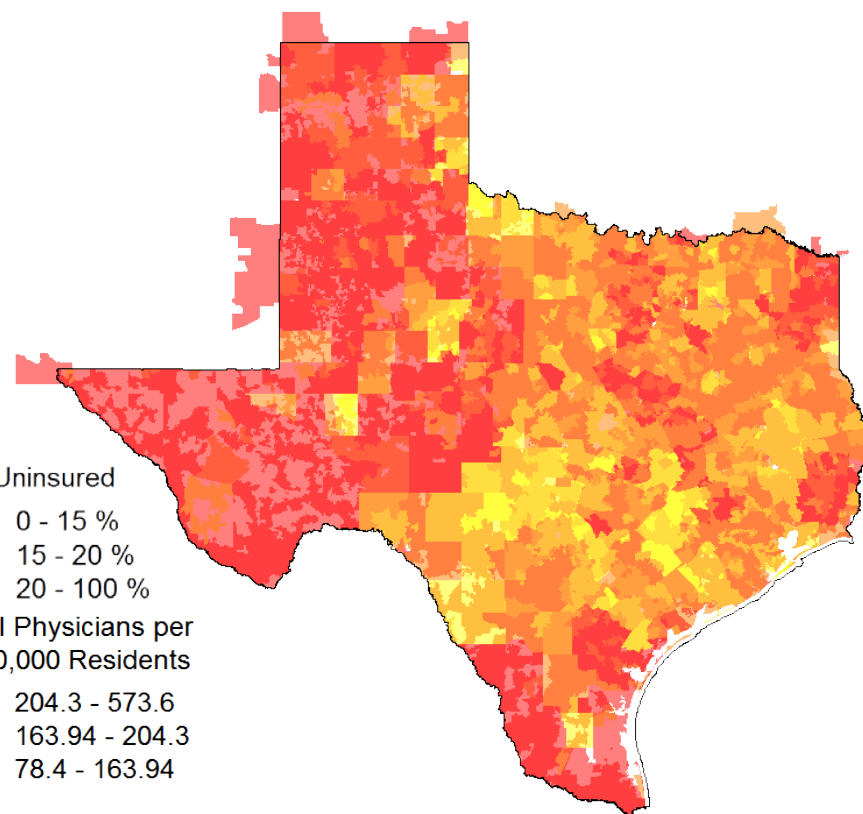 Uninsured
0 - 15 %
15 - 20 %
20 - 100 %
l Physicians per
0,000 Residents
204.3 - 573.6
163.94 - 204.3
78.4 - 163.94